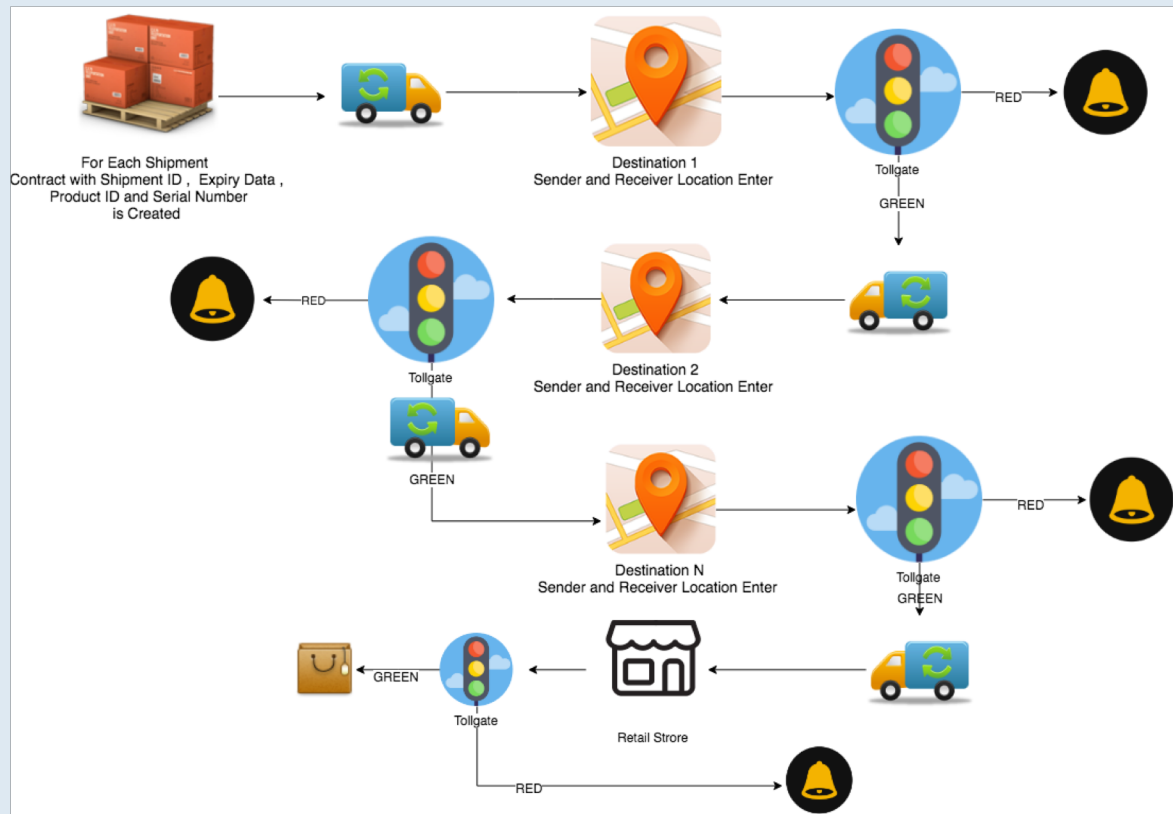 For Each Shipment
Contract with Shipment ID , Expiry Data ,
Product ID and Serial Number
is Created
Destination 1
Sender and Receiver Location Enter
Tollgate
RED
GREEN
RED
Tollgate
Destination 2
Sender and Receiver Location Enter
GREEN
Destination N
Sender and Receiver Location Enter
RED
Tollgate
GREEN
GREEN
Tollgate
Retail Strore
RED